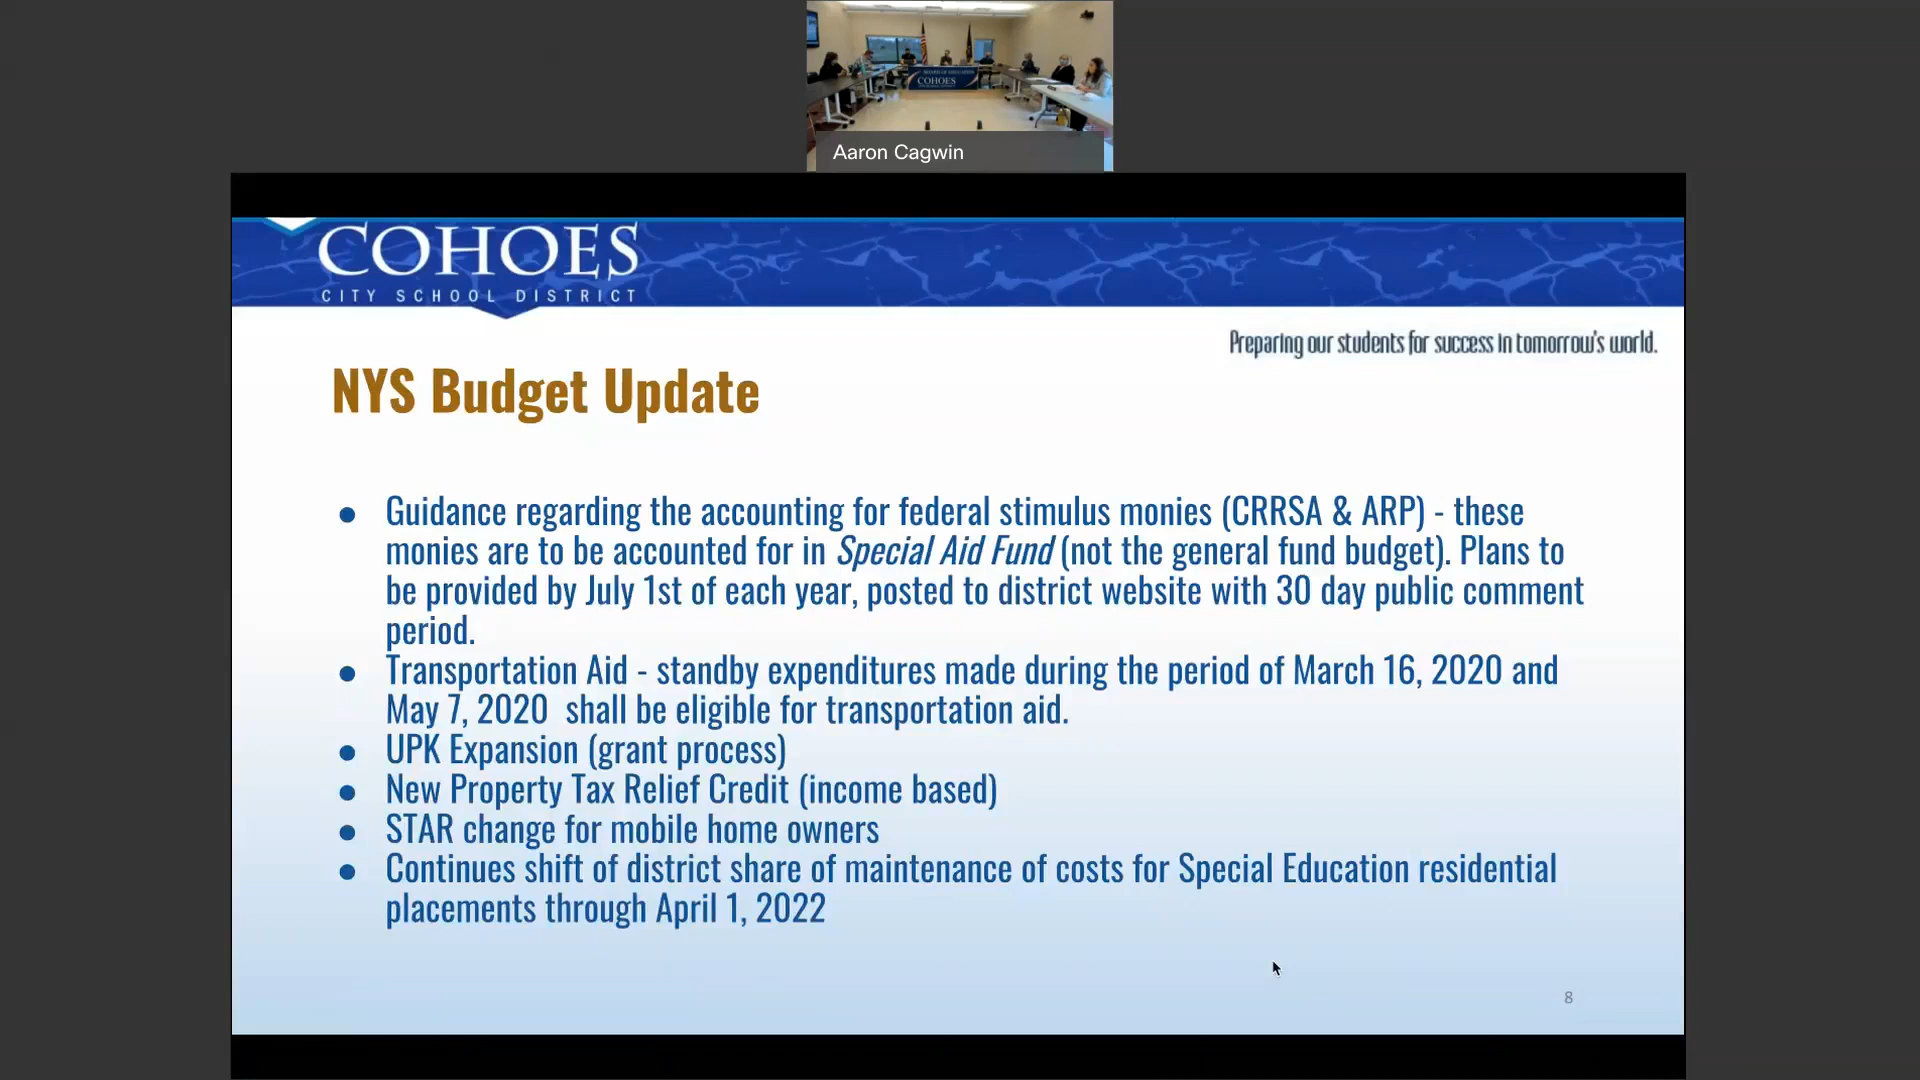 BOARD OF EDUCATION
COHOES
Aaron Cagwin
COHOES
CITY SCHOOL DISTRICT
Preparing our students for success in tomorrow's world.
NYS Budget Update
● Guidance regarding the accounting for federal stimulus monies (CRRSA & ARP) - these
monies are to be accounted for in Special Aid Fund (not the general fund budget). Plans to
be provided by July 1st of each year, posted to district website with 30 day public comment
period.
● Transportation Aid - standby expenditures made during the period of March 16, 2020 and
May 7, 2020  shall be eligible for transportation aid.
● UPK Expansion (grant process)
● New Property Tax Relief Credit (income based)
● STAR change for mobile home owners
● Continues shift of district share of maintenance of costs for Special Education residential
placements through April 1, 2022
8